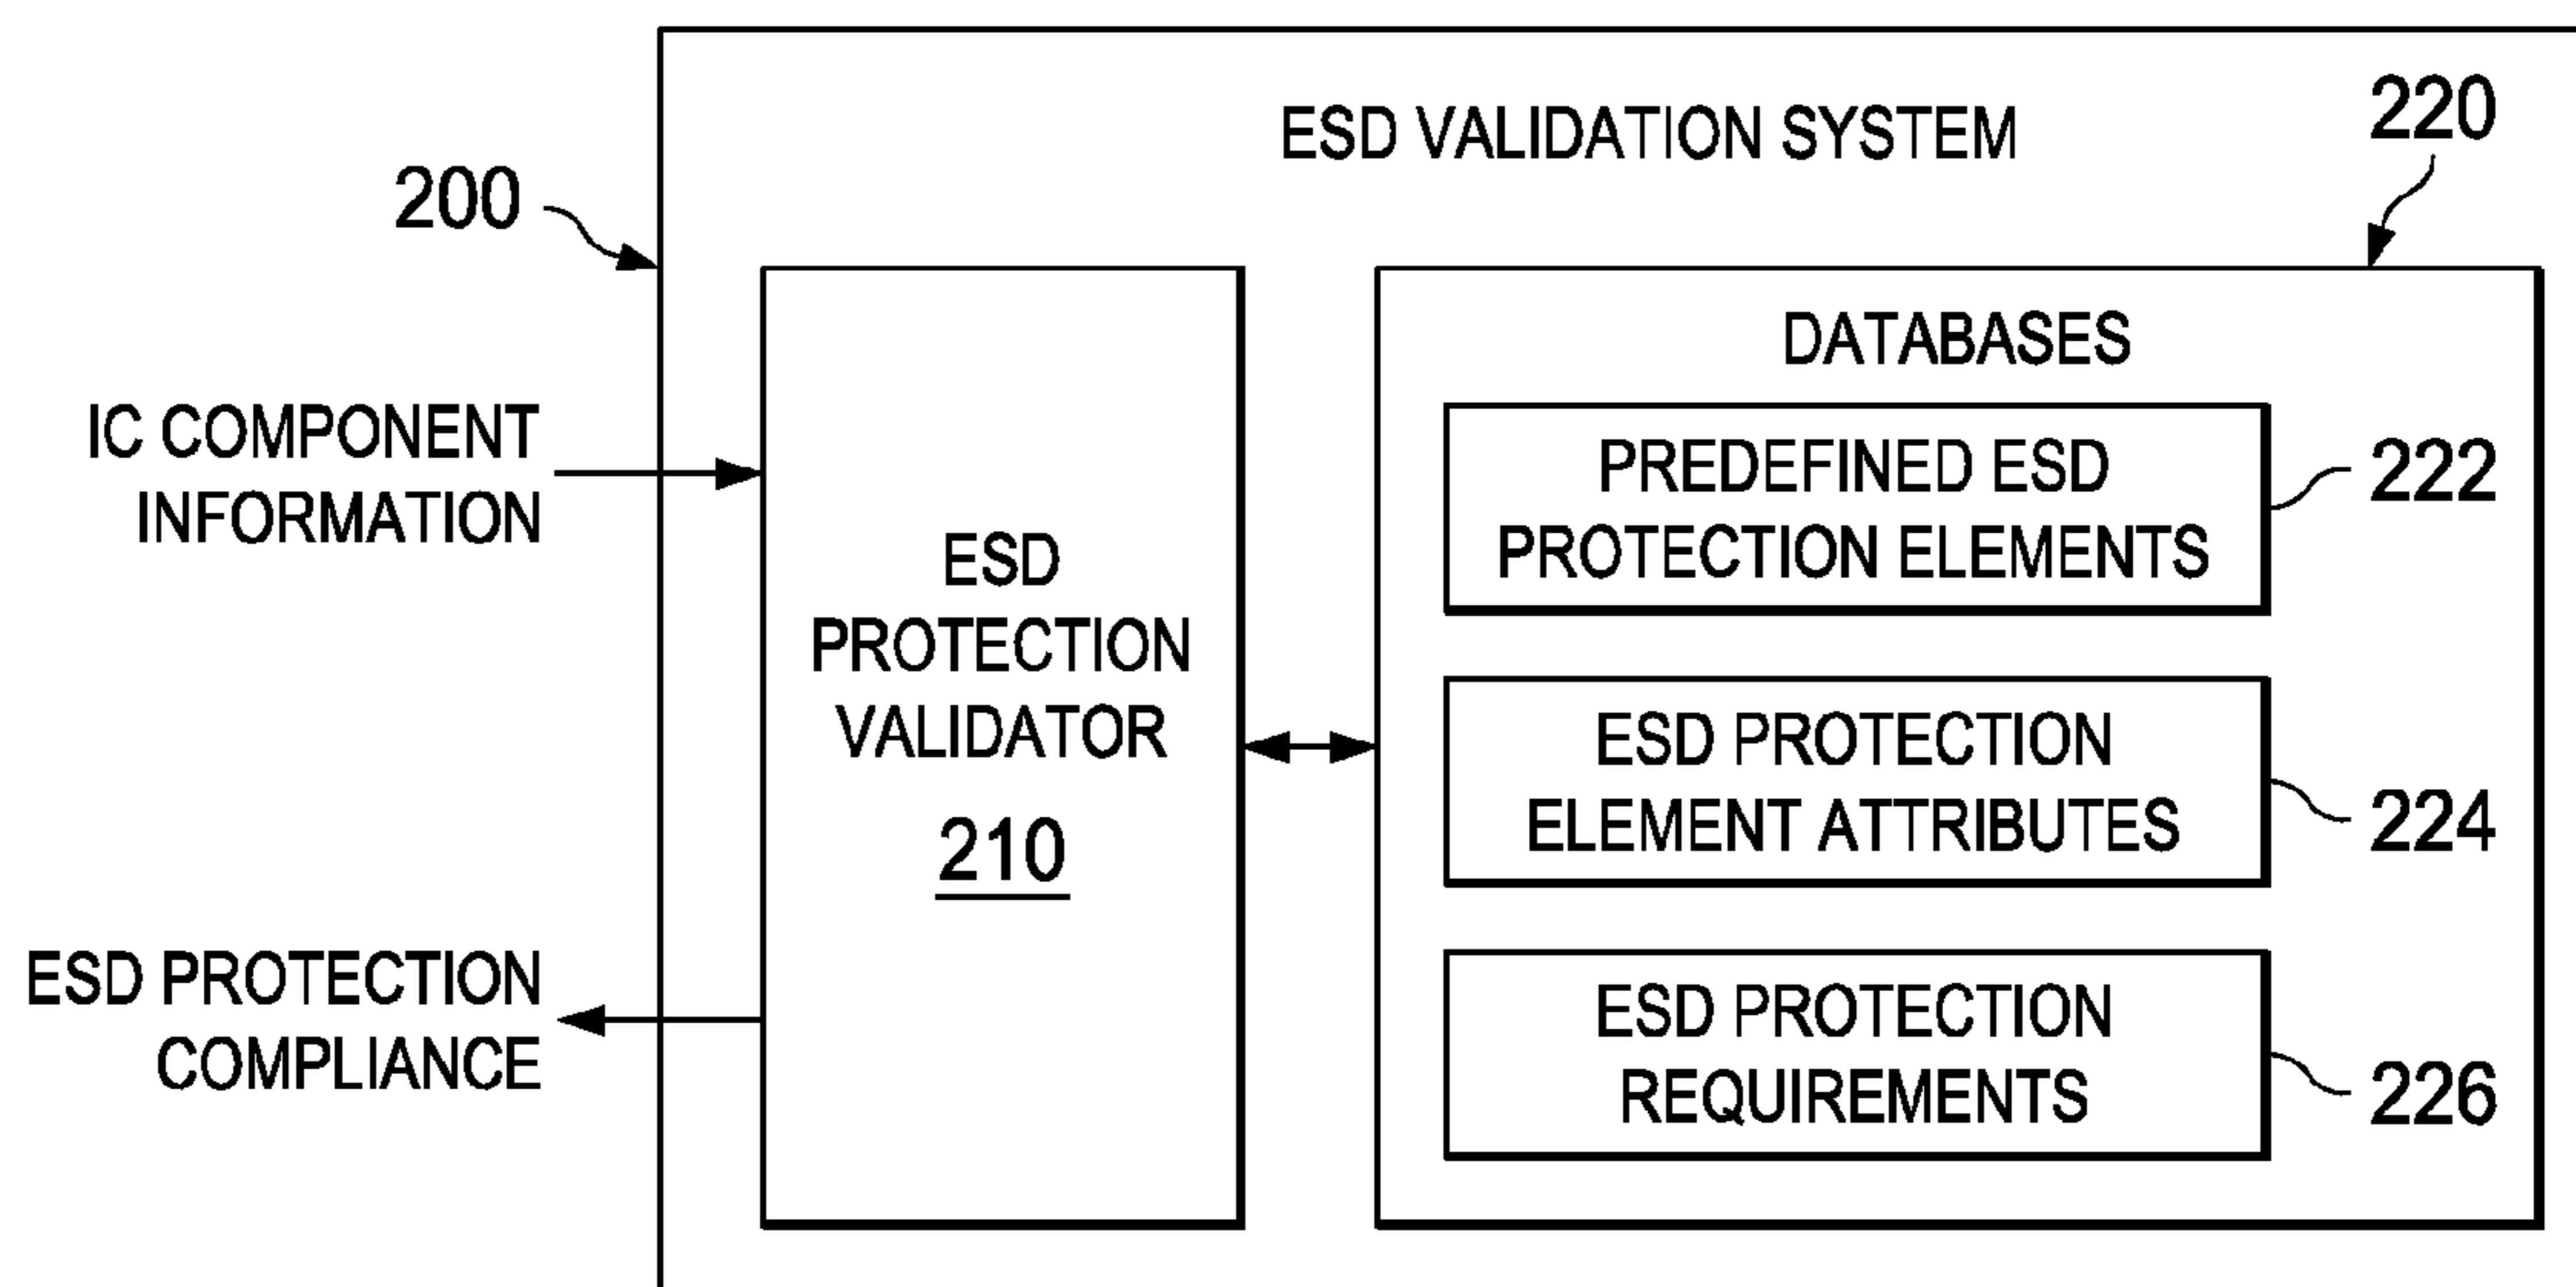 ESD VALIDATION SYSTEM
220
200
DATABASES
IC COMPONENT
INFORMATION
ESD
PROTECTION
VALIDATOR
210
PREDEFINED ESD
PROTECTION ELEMENTS
222
ESD PROTECTION
ELEMENT ATTRIBUTES
224
ESD PROTECTION
REQUIREMENTS
226
ESD PROTECTION
COMPLIANCE